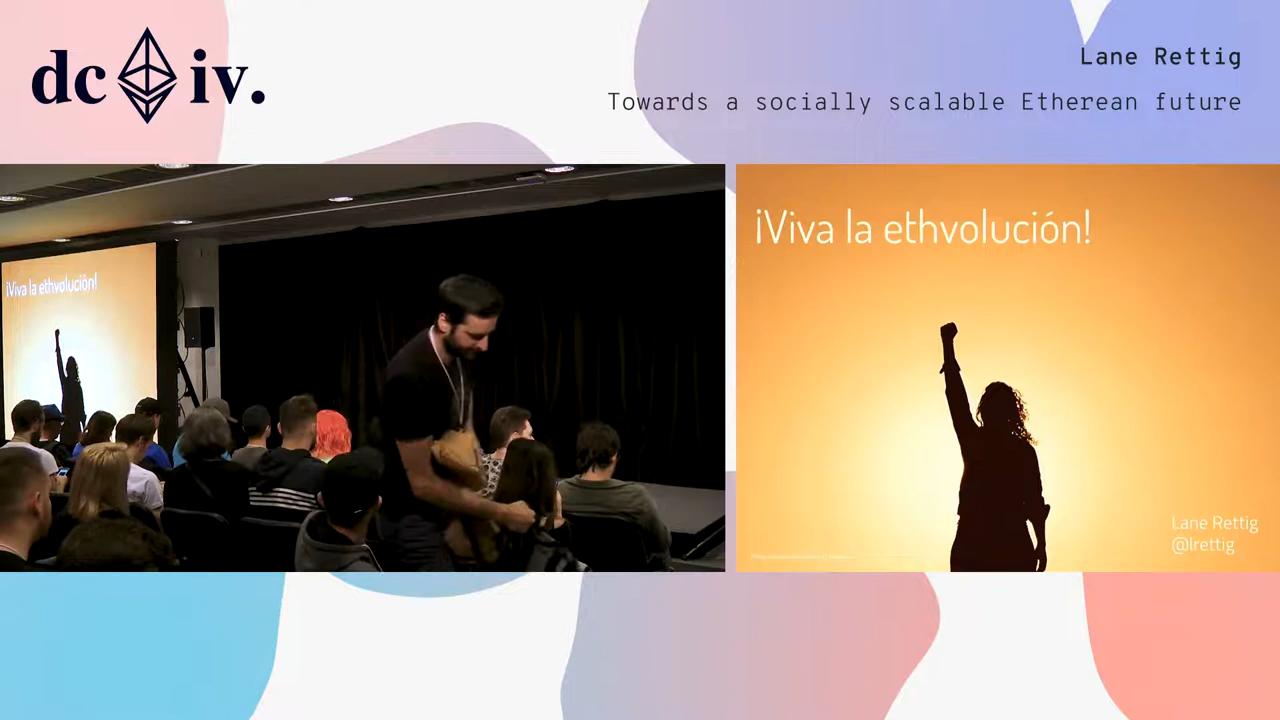 dc iv.
Lane Rettig
Towards a socially scalable Etherean future
¡Viva la ethvolución!
¡Viva la ethvolución!
Lane Rettig
@lrettig